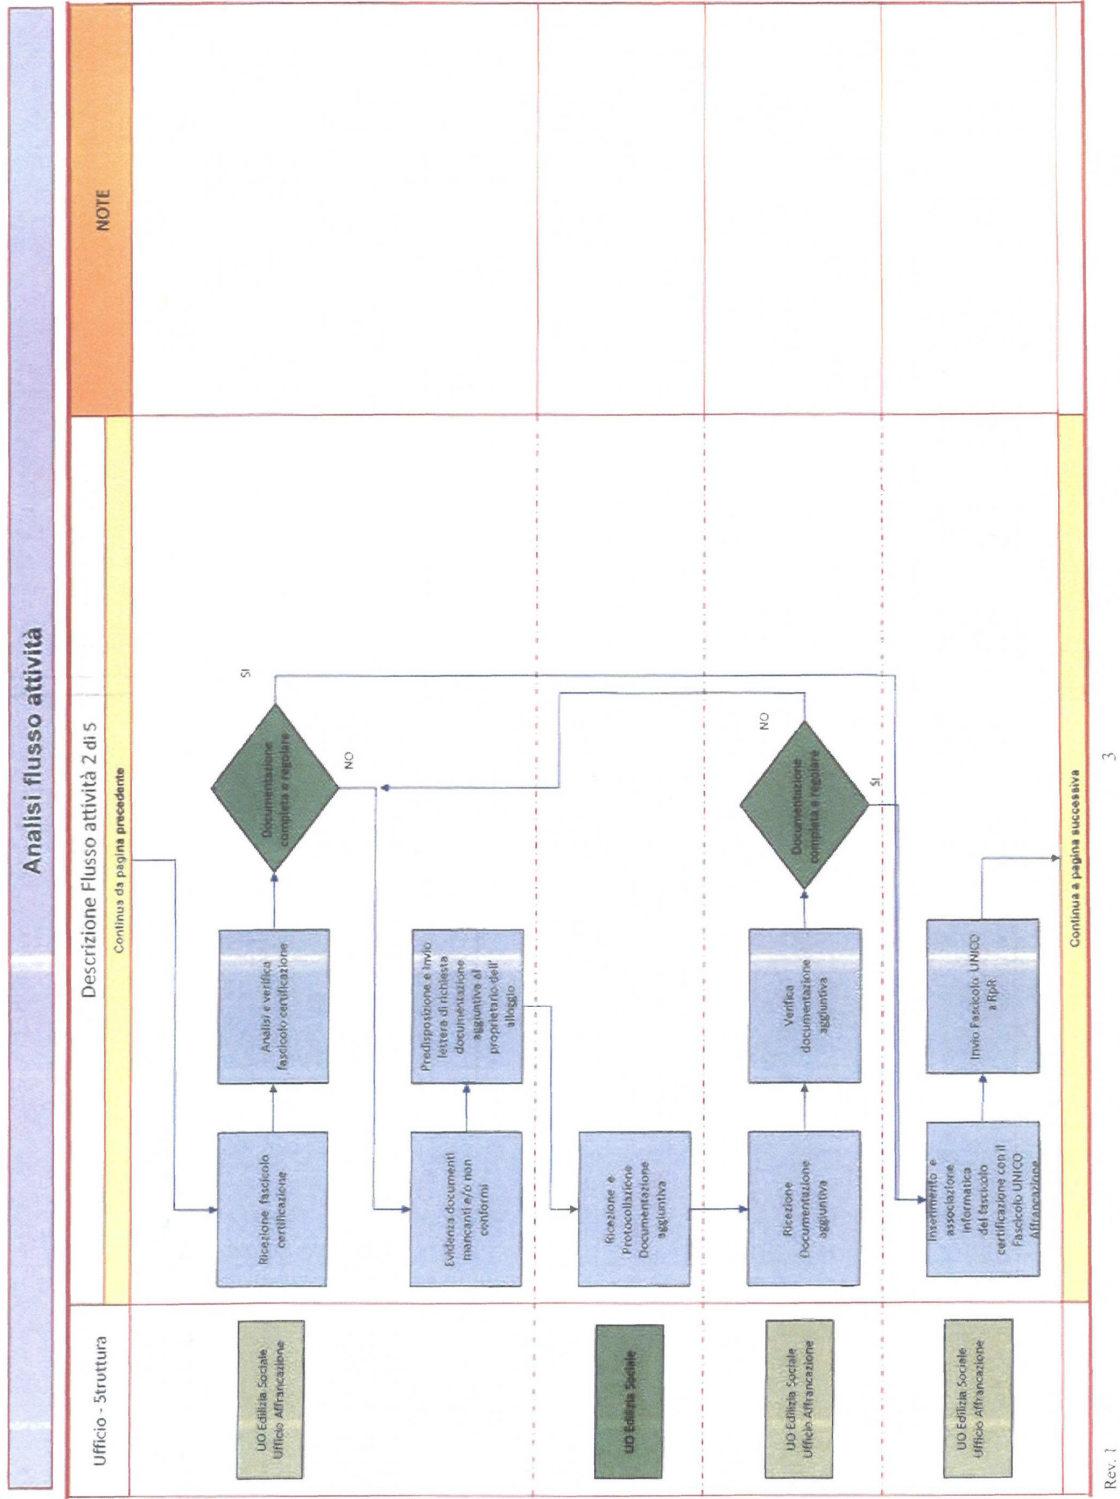 Analisi flusso attività
Ufficio - Struttura
Descrizione Flusso attività 2 di 5
NOTE
Continua da pagina precedente
UO Edilizia Sociale
Ufficio Affrancazione
Ricezione fascicolo
certificazione
Analisi e verifica
fascicolo certificazione
Documentazione
completa e regolare
SI
NO
Evidenza documenti
mancanti e/o non
conformi
Predisposizione e Invio
lettera di richiesta
documentazione
aggiuntiva al
proprietario dell'
alloggio
UO Edilizia Sociale
Ricezione e
Protocollazione
Documentazione
aggiuntiva
UO Edilizia Sociale
Ufficio Affrancazione
Ricezione
Documentazione
aggiuntiva
Verifica
documentazione
aggiuntiva
Documentazione
completa e regolare
NO
SI
UO Edilizia Sociale
Ufficio Affrancazione
Inserimento e
associazione
informatica
del fascicolo
certificazione con il
Fascicolo UNICO
Affrancazione
Invio Fascicolo UNICO
a RpR
Continua a pagina successiva
Rev. 1
3